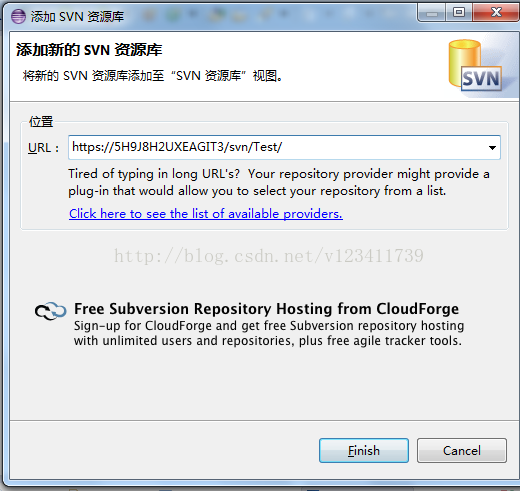 添加 SVN 资源库
添加新的 SVN 资源库
将新的 SVN 资源库添加至“SVN 资源库”视图。
SVN
位置
URL : https://5H9J8H2UXEAGIT3/svn/Test/
Tired of typing in long URL's? Your repository provider might provide a
plug-in that would allow you to select your repository from a list.
Click here to see the list of available providers.
http://blog.csdn.net/v123411739
Free Subversion Repository Hosting from CloudForge
Sign-up for CloudForge and get free Subversion repository hosting
with unlimited users and repositories, plus free agile tracker tools.
Finish Cancel